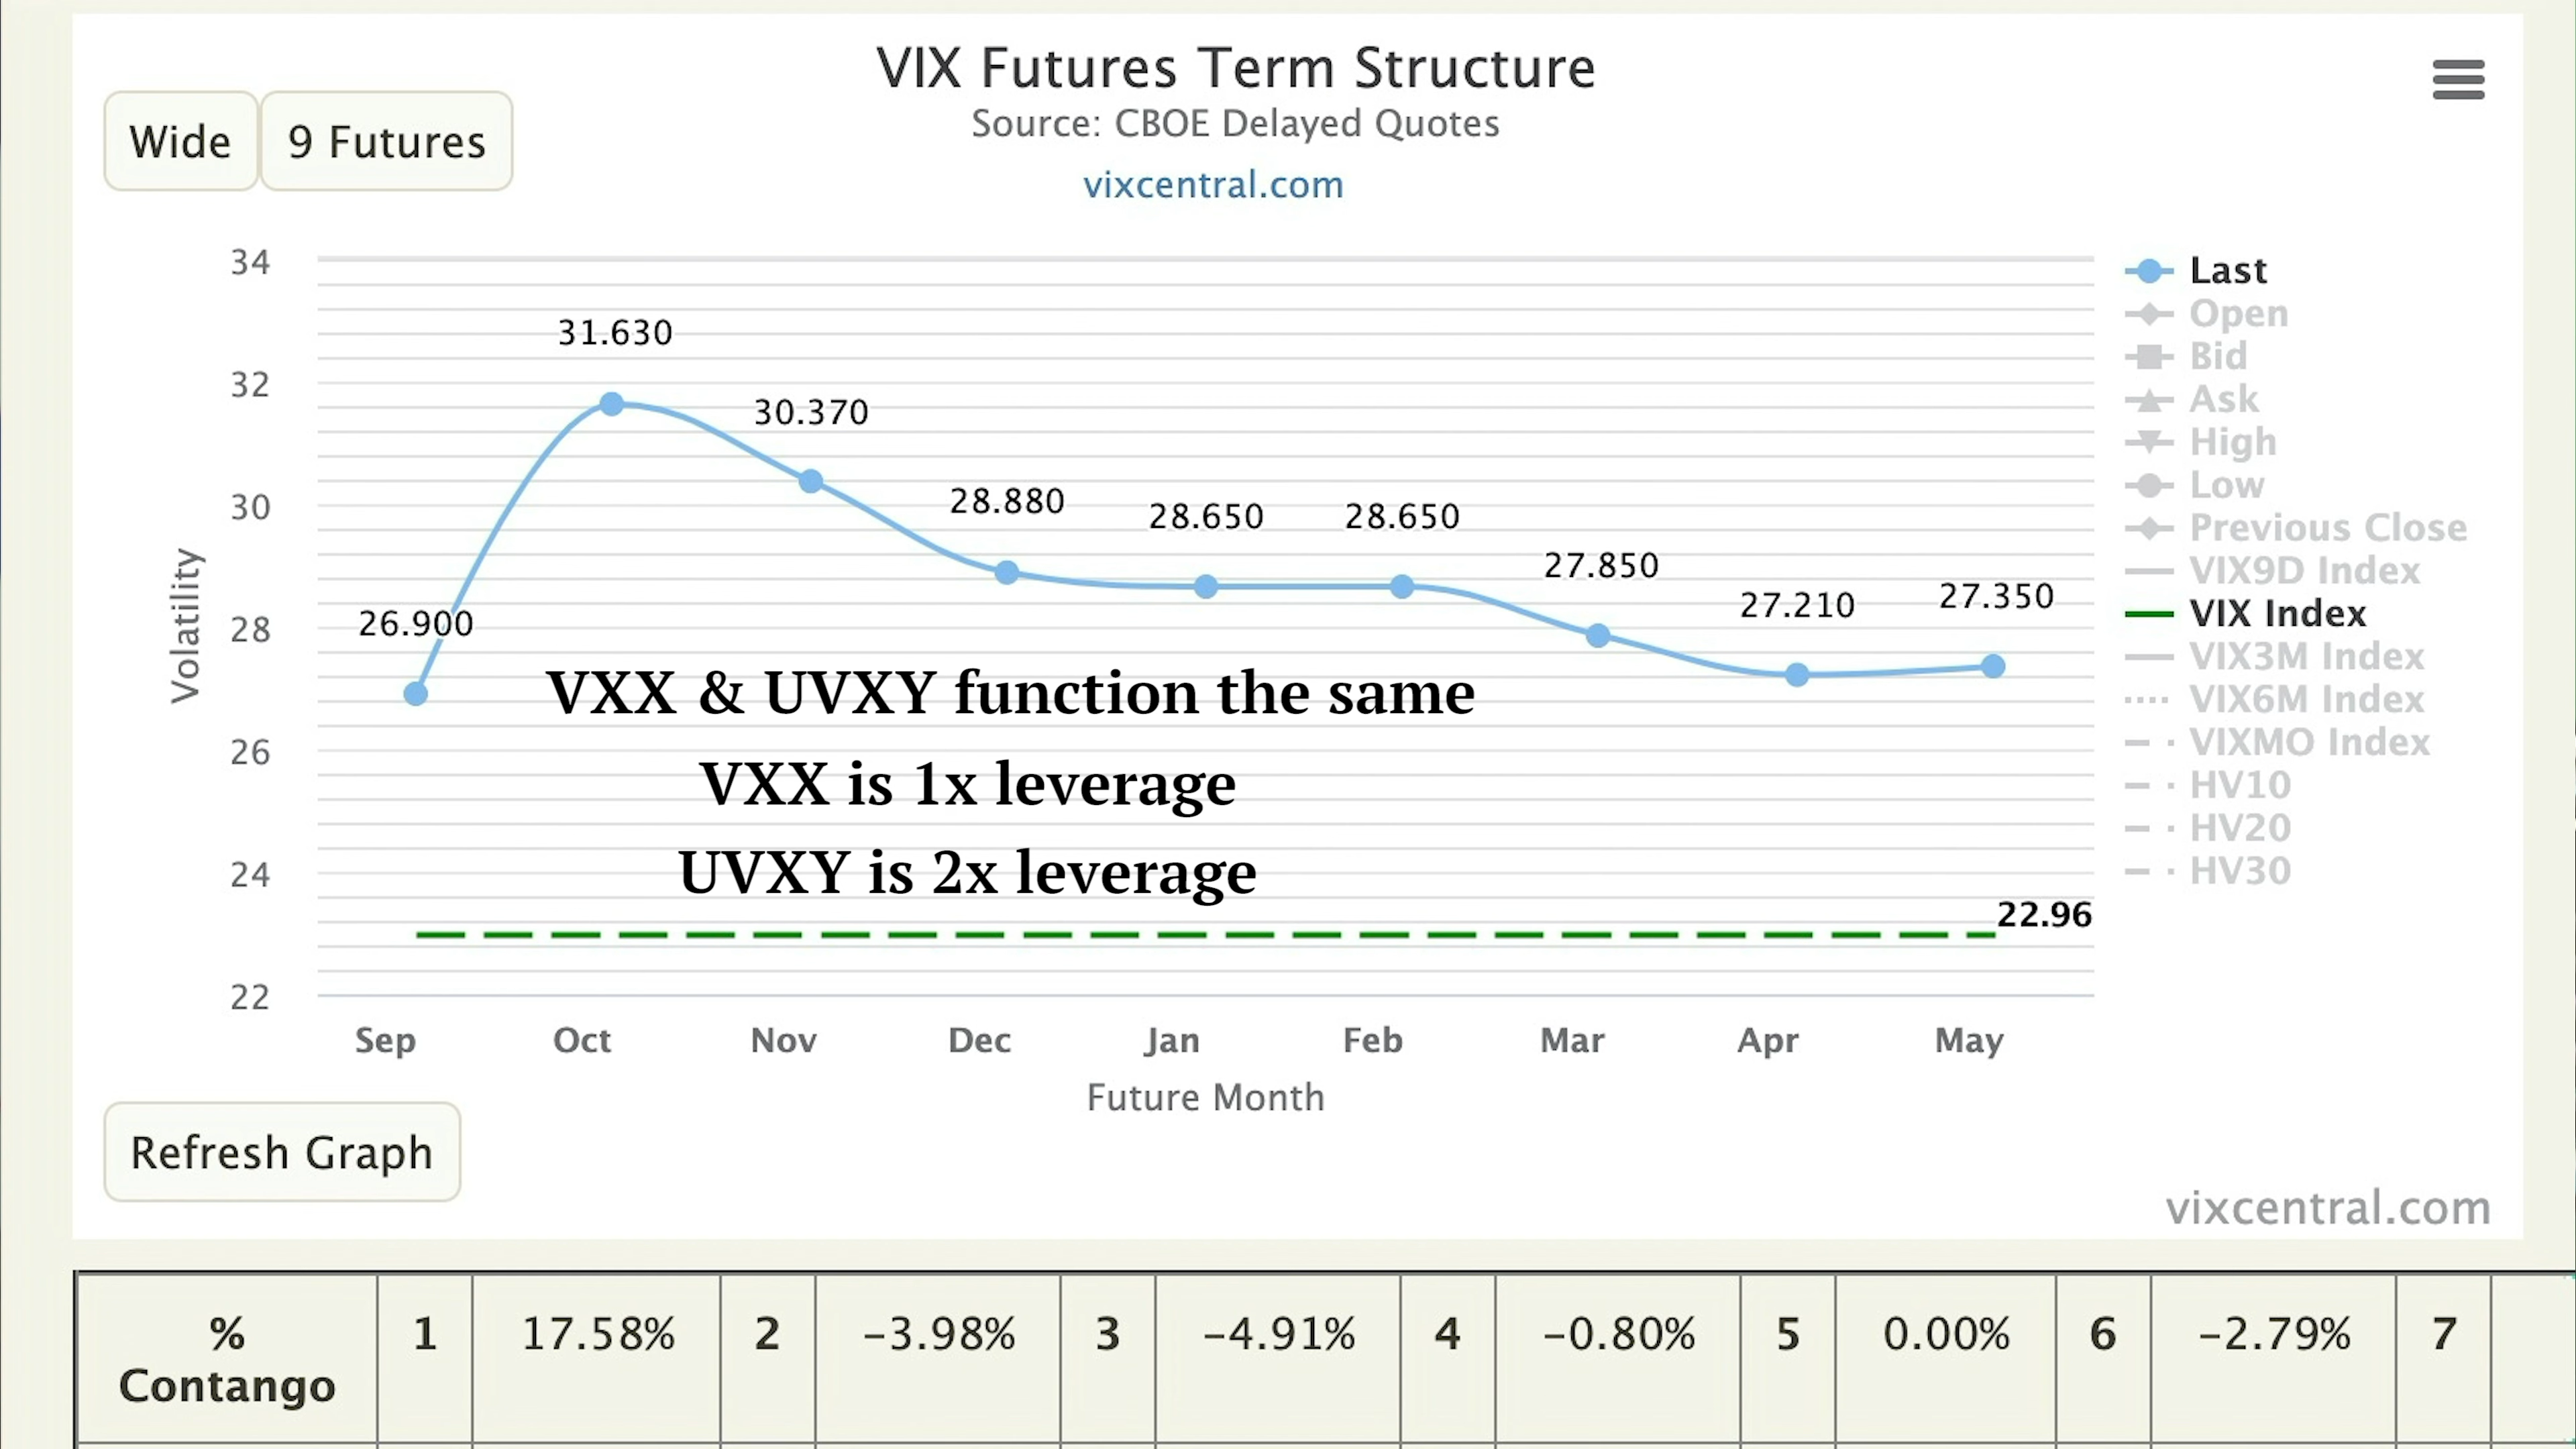 VIX Futures Term Structure
Source: CBOE Delayed Quotes
vixcentral.com
Wide
9 Futures
34
32
30
28
26
24
22
Volatility
26.900
31.630
30.370
28.880
28.650
28.650
27.850
27.210
27.350
22.96
VXX & UVXY function the same
VXX is 1x leverage
UVXY is 2x leverage
Last
Open
Bid
Ask
High
Low
Previous Close
VIX9D Index
VIX Index
VIX3M Index
VIX6M Index
VIXMO Index
HV10
HV20
HV30
Sep Oct Nov Dec Jan Feb Mar Apr May
Future Month
Refresh Graph
vixcentral.com
% Contango 1 17.58% 2 -3.98% 3 -4.91% 4 -0.80% 5 0.00% 6 -2.79% 7